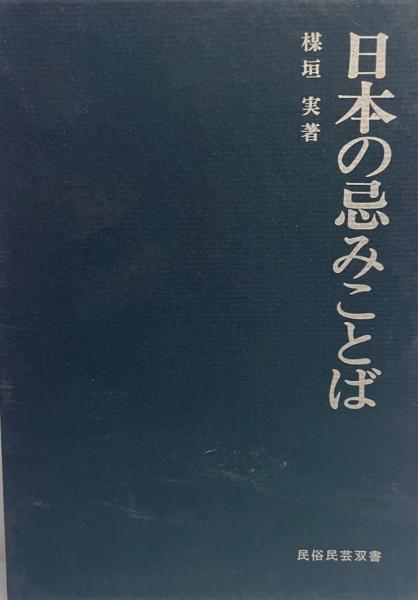 日本の忌みことば
楳垣 実著
民俗民芸双書